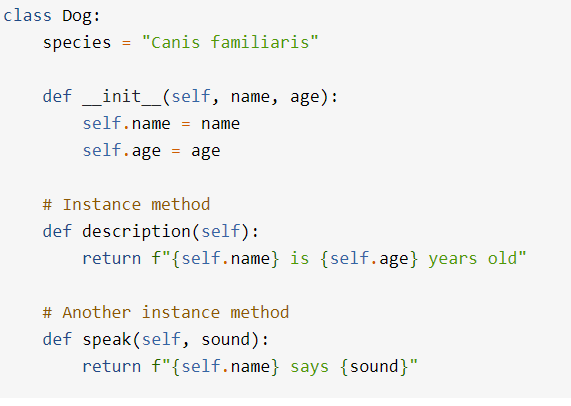 class Dog:
    species = "Canis familiaris"

    def __init__(self, name, age):
        self.name = name
        self.age = age

    # Instance method
    def description(self):
        return f"{self.name} is {self.age} years old"

    # Another instance method
    def speak(self, sound):
        return f"{self.name} says {sound}"